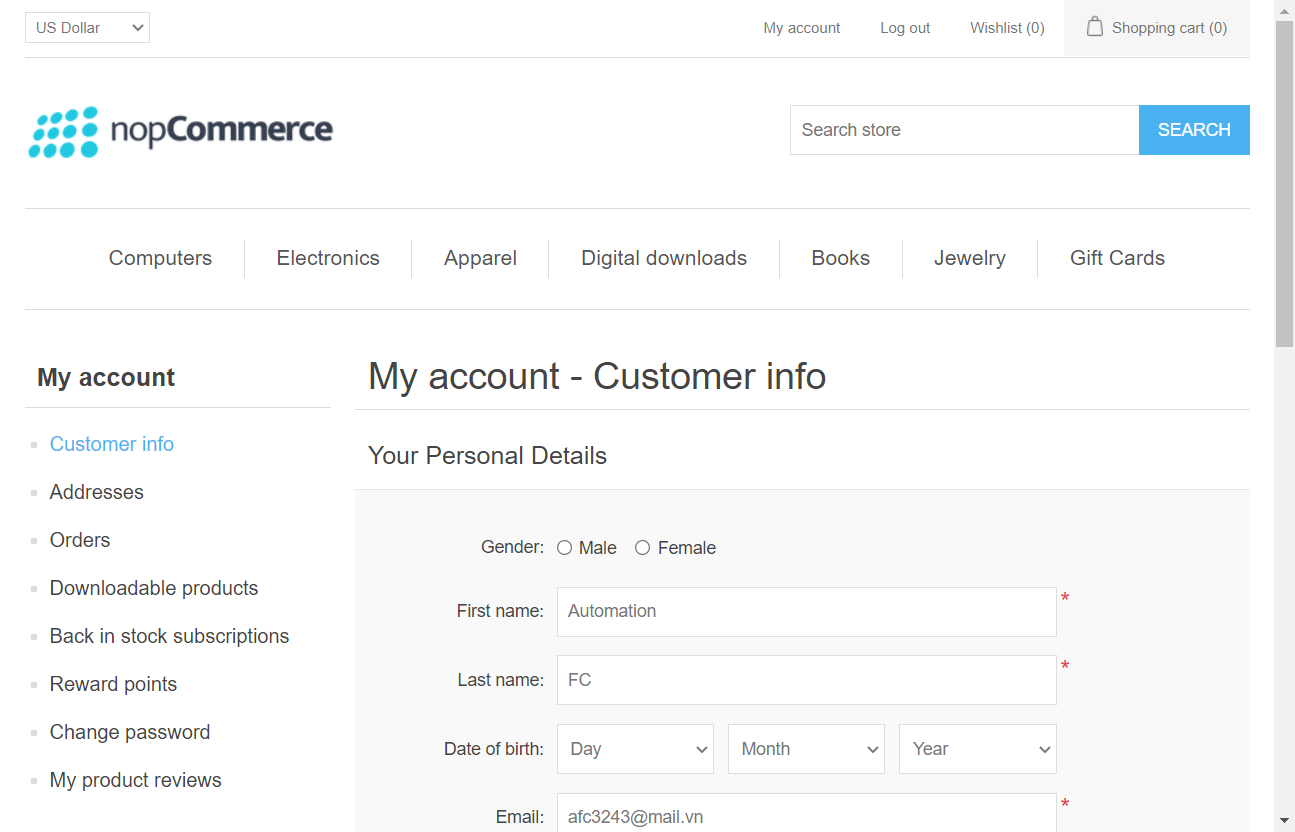 US Dollar
My account
Log out
Wishlist (0)
Shopping cart (0)
nopCommerce
Search store
SEARCH
Computers
Electronics
Apparel
Digital downloads
Books
Jewelry
Gift Cards
My account
Customer info
Addresses
Orders
Downloadable products
Back in stock subscriptions
Reward points
Change password
My product reviews
My account - Customer info
Your Personal Details
Gender: Male Female
First name: Automation *
Last name: FC *
Date of birth: Day Month Year
Email: afc3243@mail.vn *